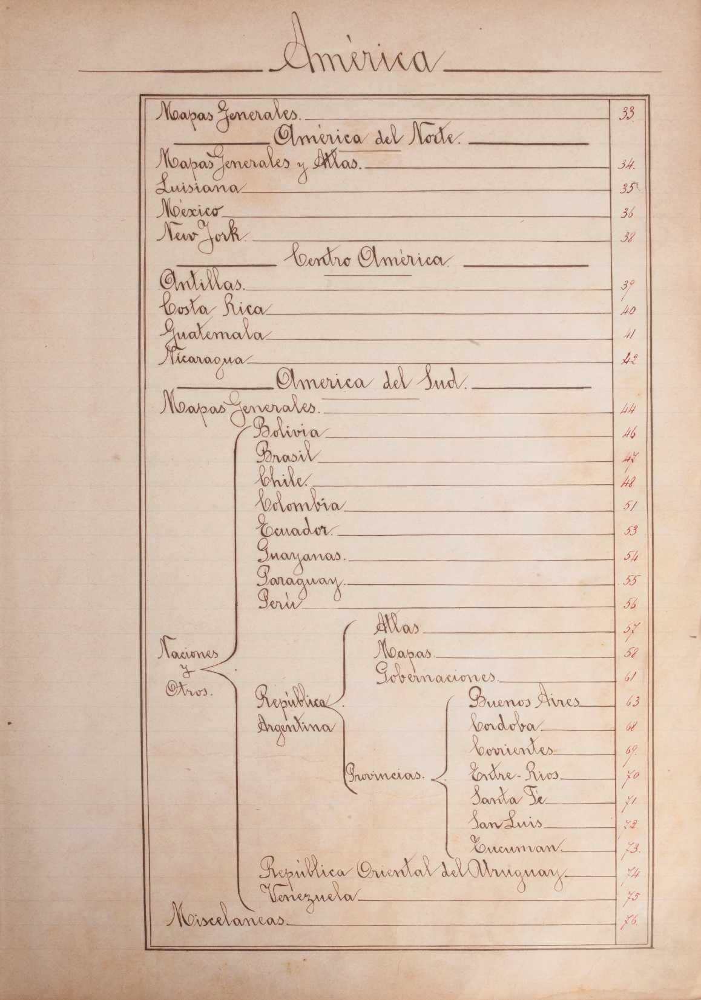 América
Mapas Generales. 33.
América del Norte.
Mapas Generales y Atlas. 34.
Luisiana 35
México 36
New York. 38
Centro América.
Antillas. 39
Costa Rica 40
Guatemala 41
Nicaragua 42
America del Sud.
Mapas Generales. 44
Bolivia 46
Brasil 47
Chile. 48
Colombia 51
Ecuador. 53
Guayanas. 54
Paraguay. 55
Perú 56
Atlas 57
Mapas. 58
Gobernaciones. 61
Naciones
y
Otros.
República
Argentina
Provincias.
Buenos Aires 63
Cordoba 68
Corrientes 69.
Entre-Rios 70
Santa Fé 71.
San Luis 72
Tucuman. 73.
República Oriental del Uruguay. 74
Venezuela 75
Misceláneas. 76.